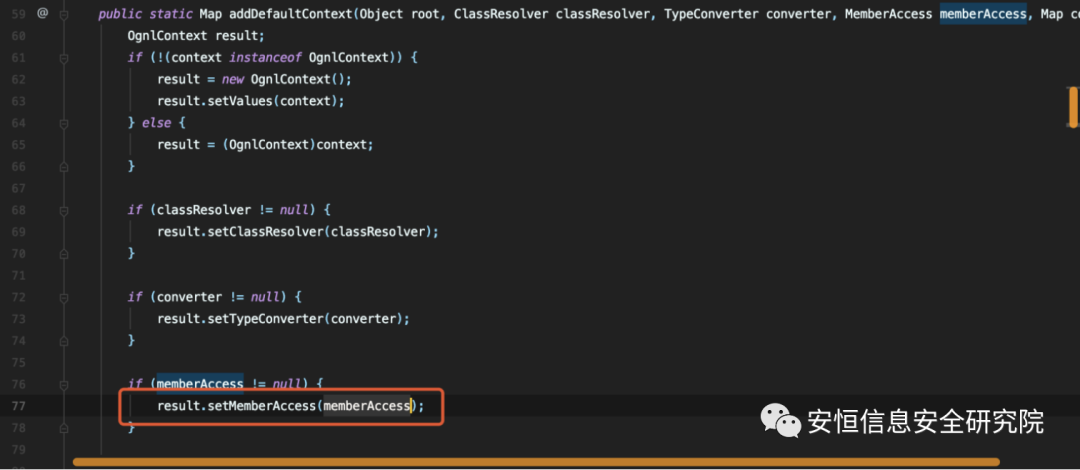 59 @ public static Map addDefaultContext(Object root, ClassResolver classResolver, TypeConverter converter, MemberAccess memberAccess, Map
60 OgnlContext result;
61 if (!(context instanceof OgnlContext)) {
62 result = new OgnlContext();
63 result.setValues(context);
64 } else {
65 result = (OgnlContext)context;
66 }
67
68 if (classResolver != null) {
69 result.setClassResolver(classResolver);
70 }
71
72 if (converter != null) {
73 result.setTypeConverter(converter);
74 }
75
76 if (memberAccess != null) {
77 result.setMemberAccess(memberAccess);
78 }
79
安恒信息安全研究院